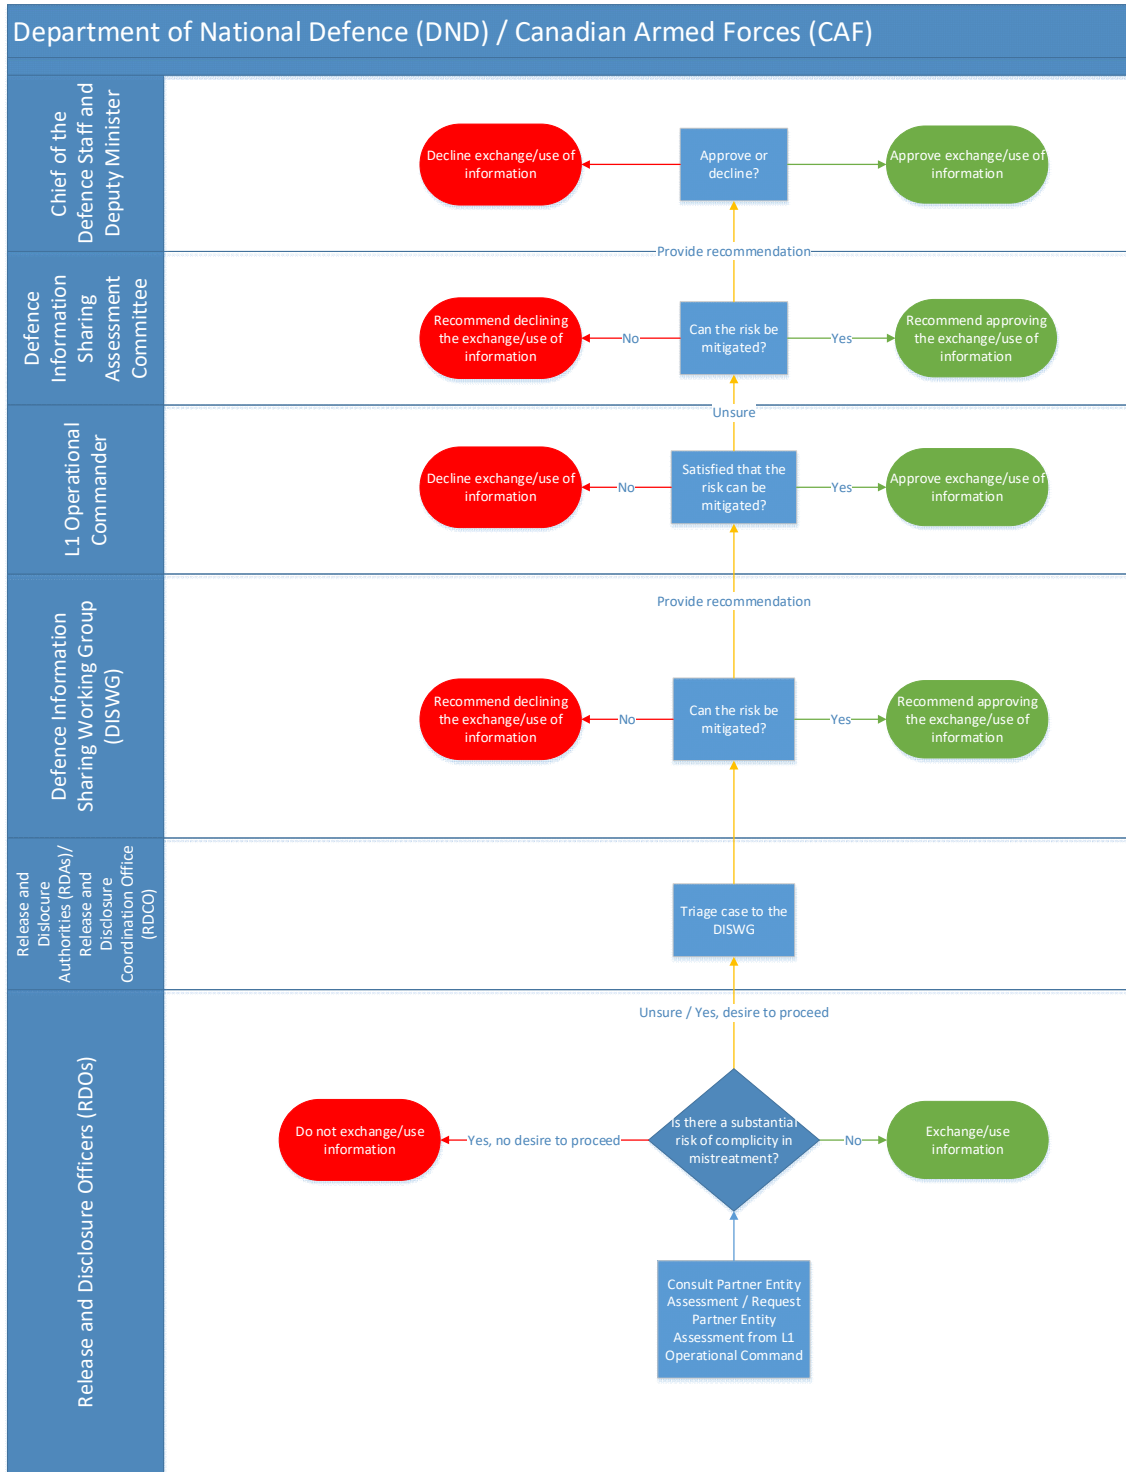 Department of National Defence (DND) / Canadian Armed Forces (CAF)
Chief of the
Defence Staff and
Deputy Minister
Decline exchange/use of
information
Approve or
decline?
Approve exchange/use of
information
Provide recommendation
Defence
Information
Sharing
Assessment
Committee
Recommend declining
the exchange/use of
information
No
Can the risk be
mitigated?
Yes
Recommend approving
the exchange/use of
information
Unsure
L1 Operational
Commander
Decline exchange/use of
information
No
Satisfied that the
risk can be
mitigated?
Yes
Approve exchange/use of
information
Provide recommendation
Defence Information
Sharing Working Group
(DISWG)
Recommend declining
the exchange/use of
information
No
Can the risk be
mitigated?
Yes
Recommend approving
the exchange/use of
information
Release and
Dislocure
Authorities (RDAs)/
Release and
Disclosure
Coordination Office
(RDCO)
Triage case to the
DISWG
Unsure / Yes, desire to proceed
Release and Disclosure Officers (RDOs)
Do not exchange/use
information
Yes, no desire to proceed
Is there a substantial
risk of complicity in
mistreatment?
No
Exchange/use
information
Consult Partner Entity
Assessment / Request
Partner Entity
Assessment from L1
Operational Command